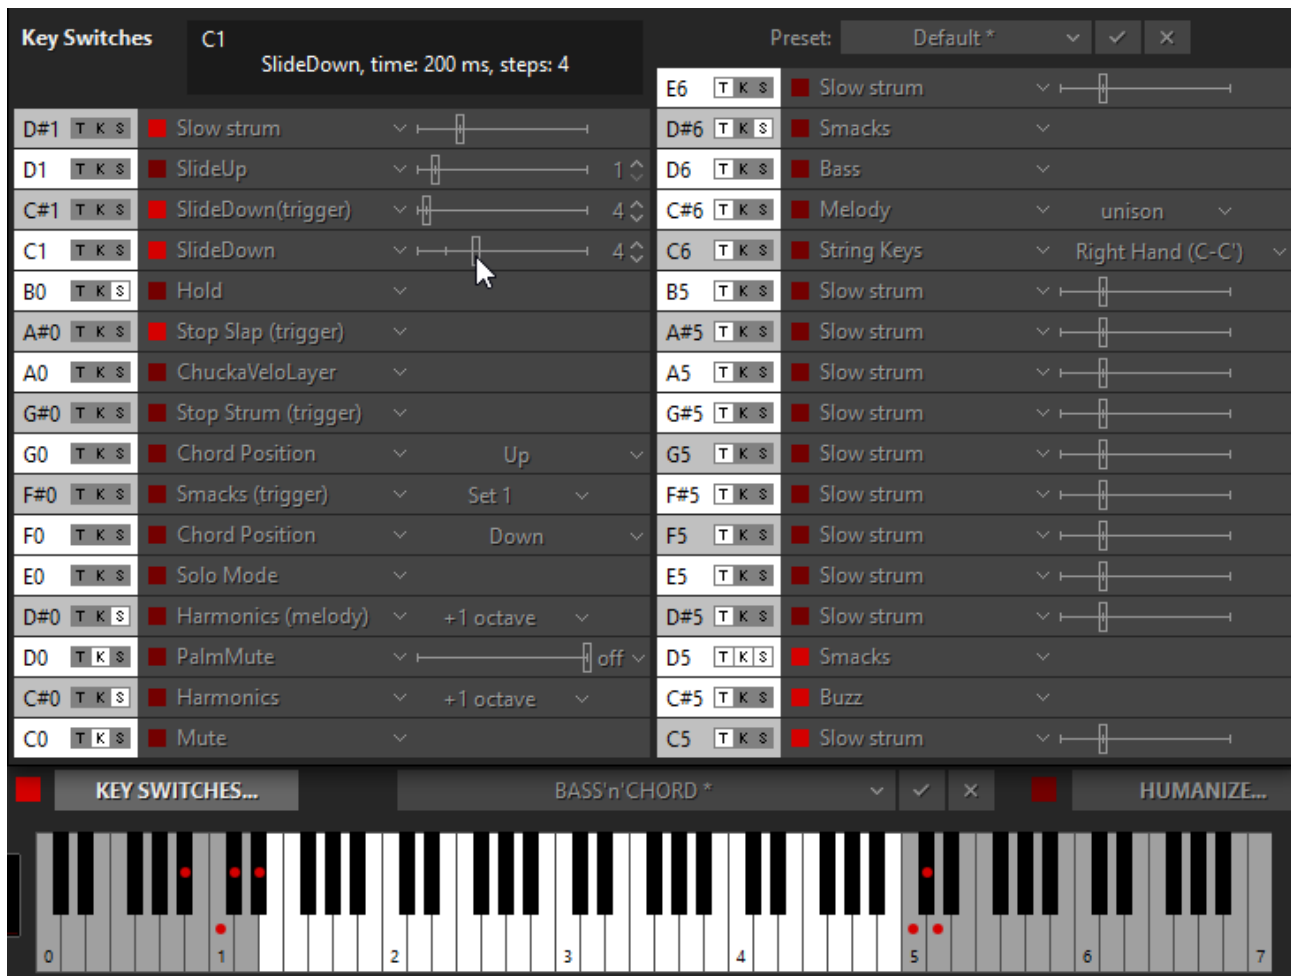 Key Switches
C1
SlideDown, time: 200 ms, steps: 4
Preset: Default *
D#1 T K S Slow strum
D1 T K S SlideUp 1
C#1 T K S SlideDown(trigger) 4
C1 T K S SlideDown 4
B0 T K S Hold
A#0 T K S Stop Slap (trigger)
A0 T K S ChuckaVeloLayer
G#0 T K S Stop Strum (trigger)
G0 T K S Chord Position Up
F#0 T K S Smacks (trigger) Set 1
F0 T K S Chord Position Down
E0 T K S Solo Mode
D#0 T K S Harmonics (melody) +1 octave
D0 T K S PalmMute off
C#0 T K S Harmonics +1 octave
C0 T K S Mute
E6 T K S Slow strum
D#6 T K S Smacks
D6 T K S Bass
C#6 T K S Melody unison
C6 T K S String Keys Right Hand (C-C')
B5 T K S Slow strum
A#5 T K S Slow strum
A5 T K S Slow strum
G#5 T K S Slow strum
G5 T K S Slow strum
F#5 T K S Slow strum
F5 T K S Slow strum
E5 T K S Slow strum
D#5 T K S Slow strum
D5 T K S Smacks
C#5 T K S Buzz
C5 T K S Slow strum
KEY SWITCHES... BASS'n'CHORD * HUMANIZE...
0 1 2 3 4 5 6 7